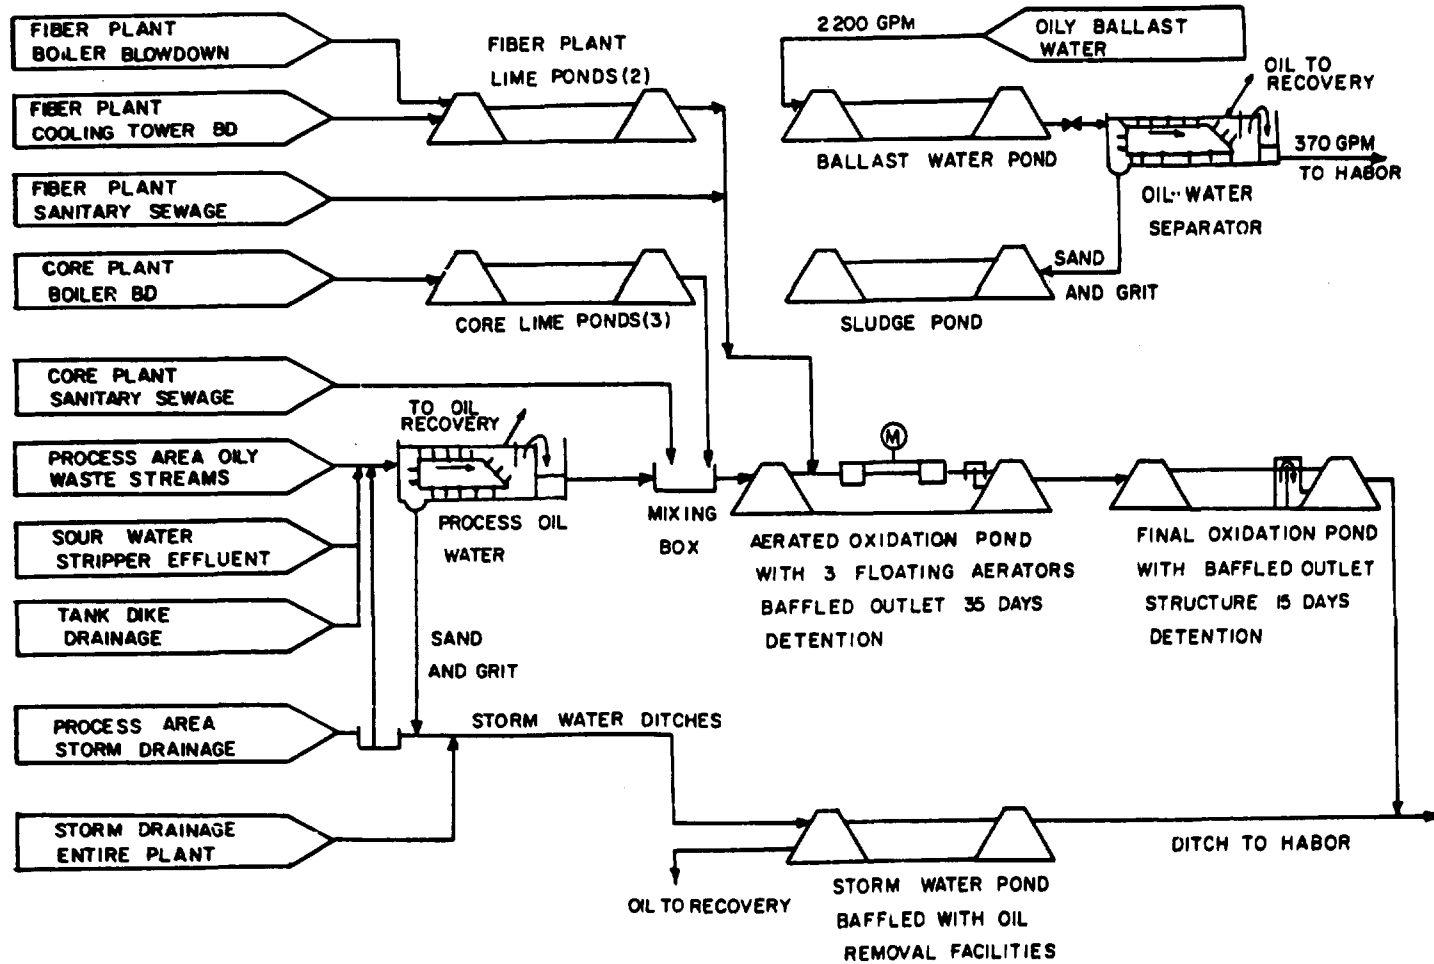 FIBER PLANT
BOILER BLOWDOWN
FIBER PLANT
COOLING TOWER BD
FIBER PLANT
SANITARY SEWAGE
CORE PLANT
BOILER BD
CORE PLANT
SANITARY SEWAGE
PROCESS AREA OILY
WASTE STREAMS
SOUR WATER
STRIPPER EFFLUENT
TANK DIKE
DRAINAGE
PROCESS AREA
STORM DRAINAGE
STORM DRAINAGE
ENTIRE PLANT
FIBER PLANT
LIME PONDS(2)
CORE LIME PONDS(3)
TO OIL
RECOVERY
PROCESS OIL
WATER
SAND
AND GRIT
STORM WATER DITCHES
MIXING
BOX
2200 GPM
OILY BALLAST
WATER
BALLAST WATER POND
OIL TO
RECOVERY
370 GPM
TO HABOR
OIL-WATER
SEPARATOR
SAND
AND GRIT
SLUDGE POND
M
AERATED OXIDATION POND
WITH 3 FLOATING AERATORS
BAFFLED OUTLET 35 DAYS
DETENTION
FINAL OXIDATION POND
WITH BAFFLED OUTLET
STRUCTURE 15 DAYS
DETENTION
DITCH TO HABOR
OIL TO RECOVERY
STORM WATER POND
BAFFLED WITH OIL
REMOVAL FACILITIES